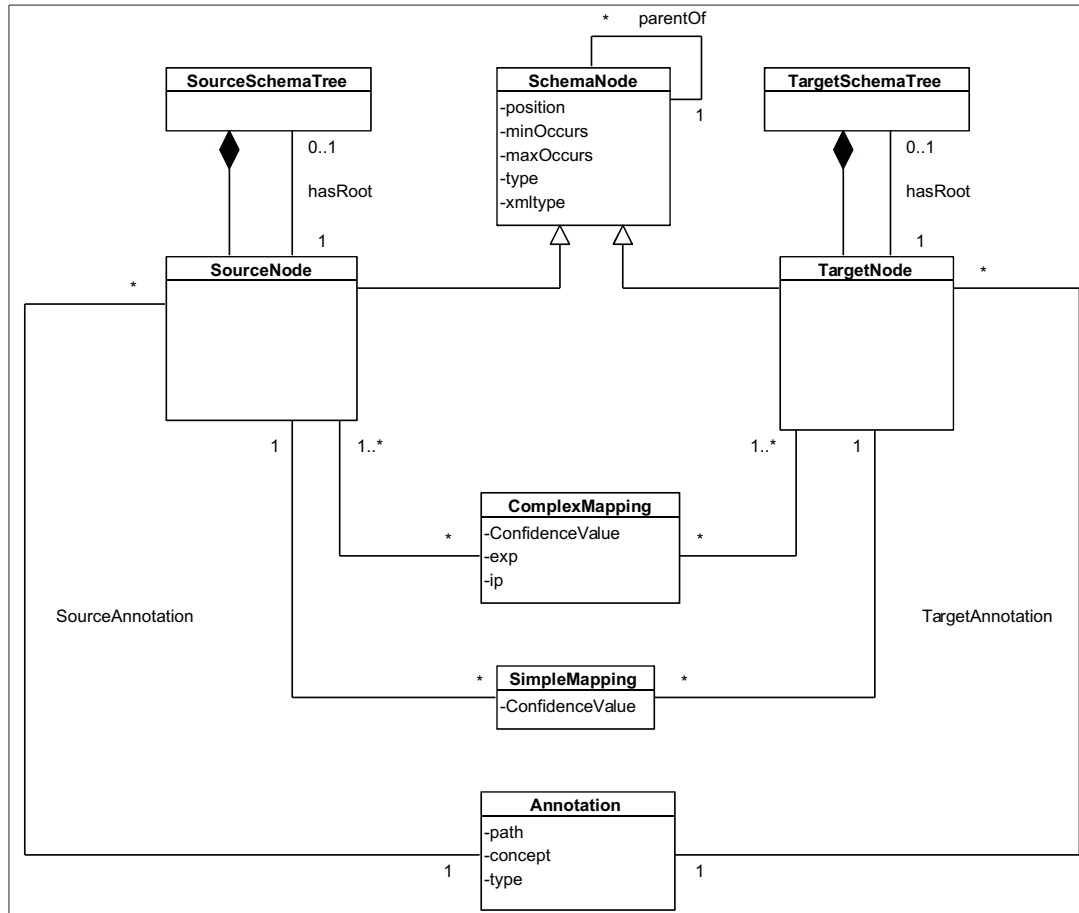 * parentOf
SourceSchemaTree
SchemaNode
TargetSchemaTree
-position
-minOccurs
-maxOccurs
-type
-xmltype
1
0..1
hasRoot
1
0..1
hasRoot
1
SourceNode
TargetNode
*
*
1
1..*
1..*
1
ComplexMapping
-ConfidenceValue
-exp
-ip
*
*
SourceAnnotation
TargetAnnotation
SimpleMapping
-ConfidenceValue
*
*
Annotation
-path
-concept
-type
1
1